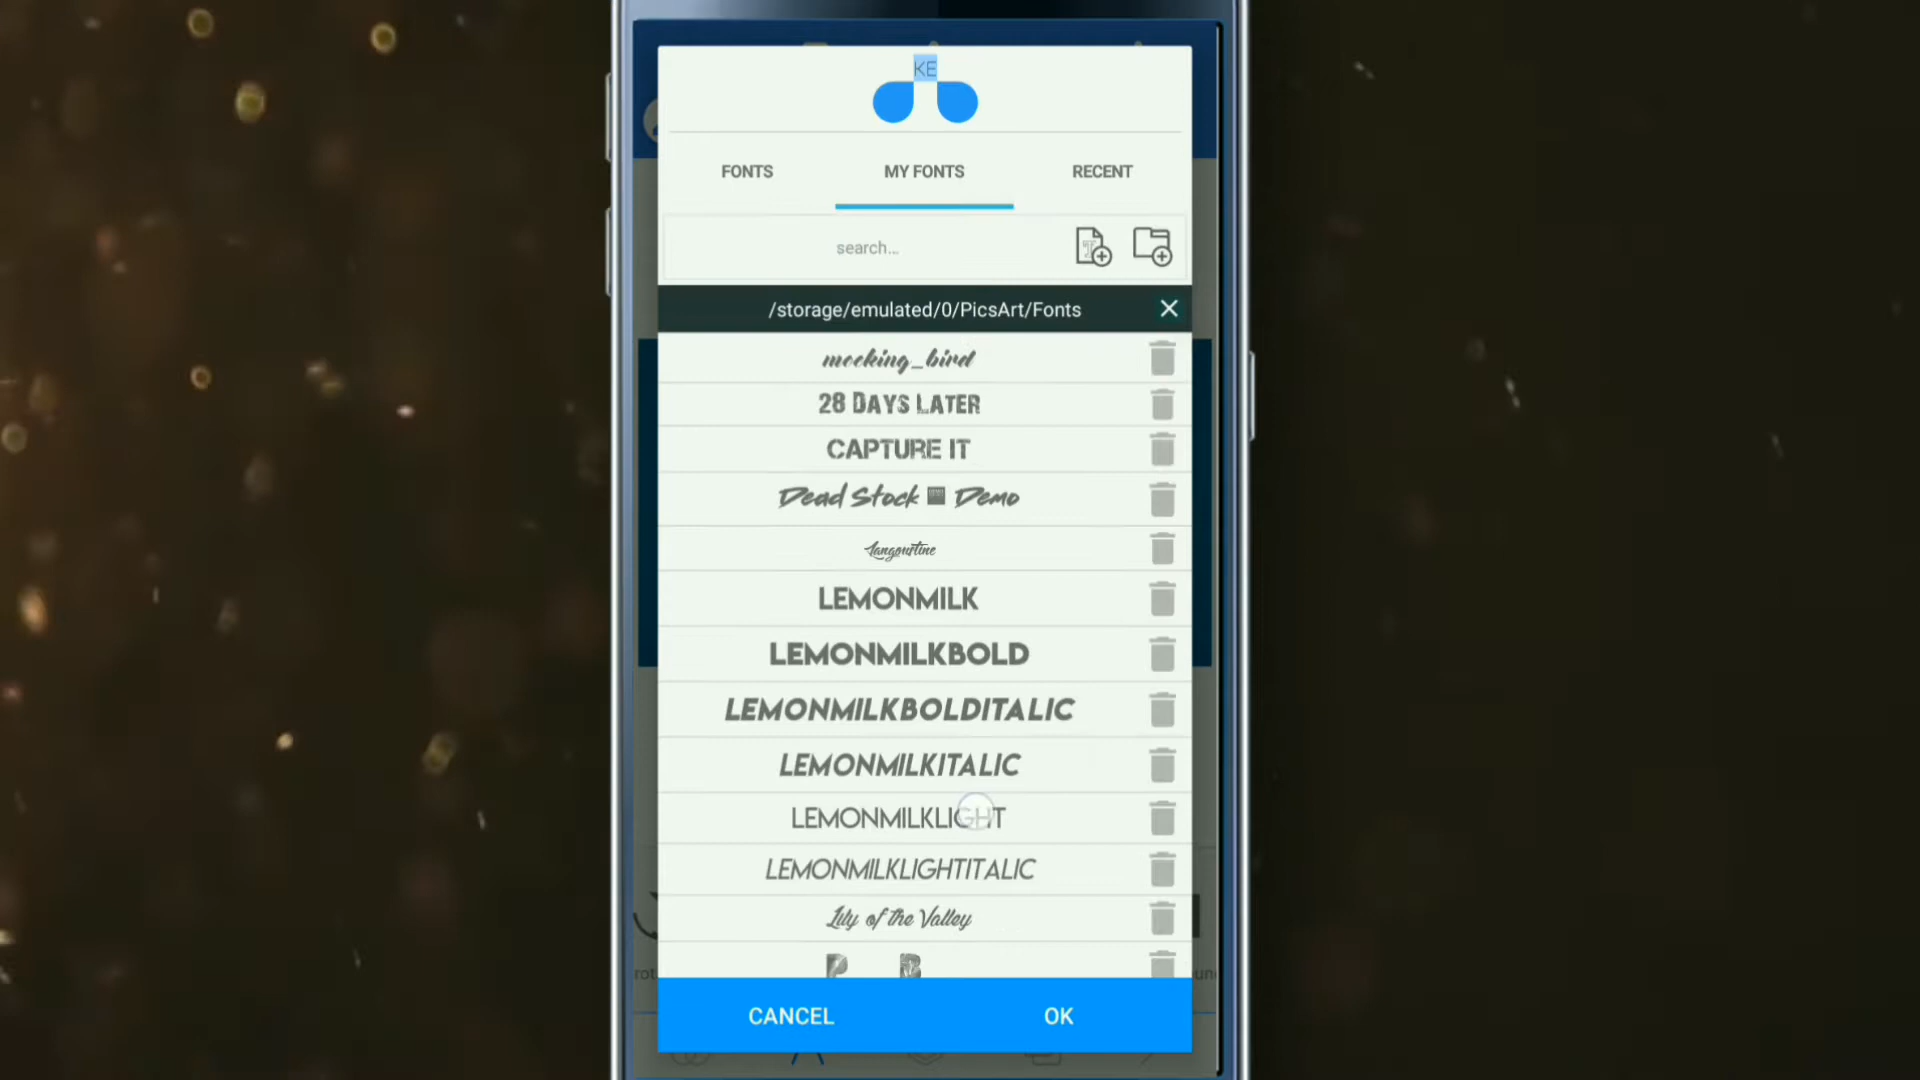 KE
FONTS MY FONTS RECENT
search...
/storage/emulated/0/PicsArt/Fonts
mocking_bird
28 DAYS LATER
CAPTURE IT
Dead Stock Demo
Langoustine
LEMONMILK
LEMONMILKBOLD
LEMONMILKBOLDITALIC
LEMONMILKITALIC
LEMONMILKLIGHT
LEMONMILKLIGHTITALIC
Lily of the Valley
P B
CANCEL OK